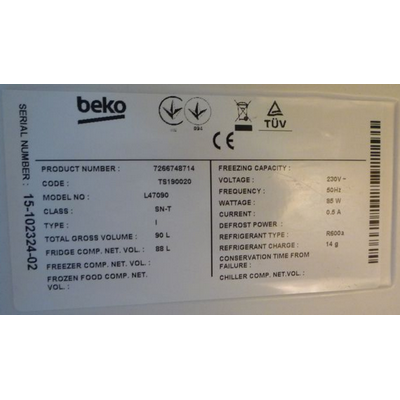 beko
CE
TÜV
SERIAL NUMBER :
15-102324-02
PRODUCT NUMBER : 7266748714
CODE : TS190020
MODEL NO : L47090
CLASS : SN-T
TYPE : I
TOTAL GROSS VOLUME : 90 L
FRIDGE COMP. NET. VOL. : 88 L
FREEZER COMP. NET. VOL. :
FROZEN FOOD COMP. NET.
VOL. :
FREEZING CAPACITY :
VOLTAGE : 230V~
FREQUENCY : 50Hz
WATTAGE : 85 W
CURRENT : 0.6 A
DEFROST POWER :
REFRIGERANT TYPE : R600a
REFRIGERANT CHARGE : 14 g
CONSERVATION TIME FROM
FAILURE :
CHILLER COMP. NET. VOL. :